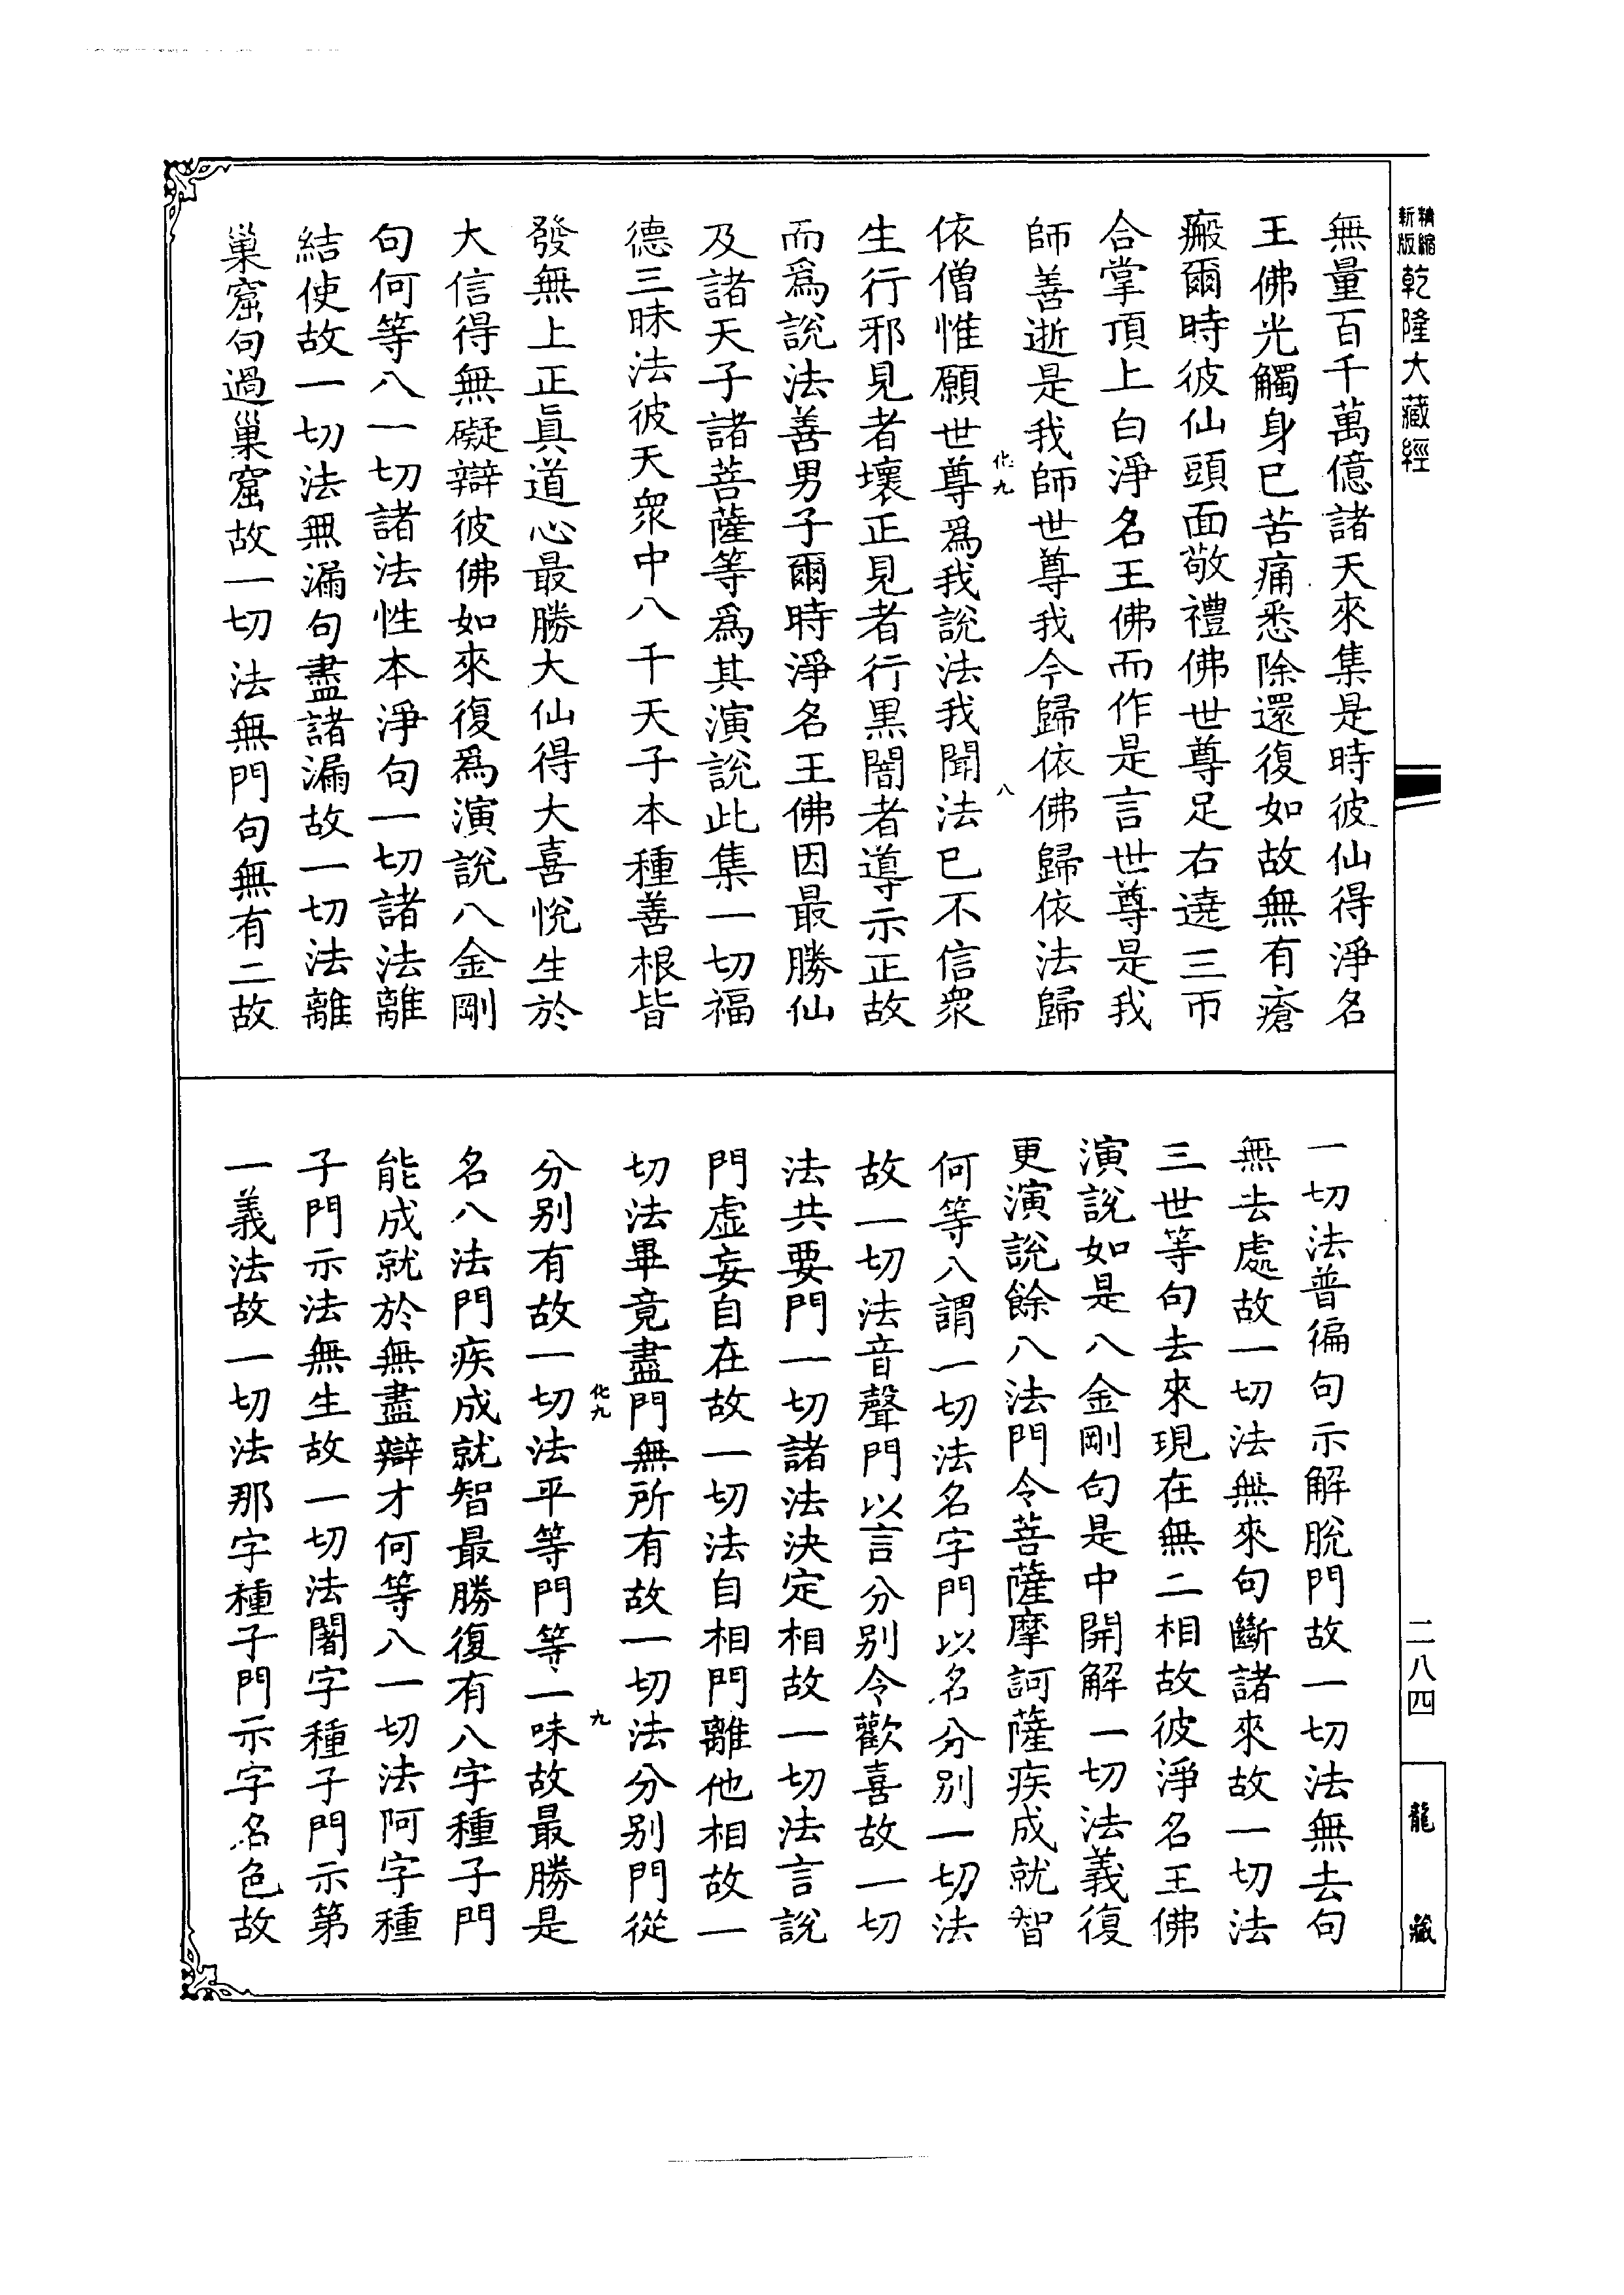 精縮
新版
乾隆大藏經
無量百千萬億諸天來集是時彼仙得淨名
王佛光觸身已苦痛悉除還復如故無有瘡
瘢爾時彼仙頭面敬禮佛世尊足右遶三帀
合掌頂上白淨名王佛而作是言世尊是我
師善逝是我師世尊我今歸依佛歸依法歸
化九
八
依僧惟願世尊爲我說法我聞法已不信衆
生行邪見者壞正見者行黒闇者導示正故
而爲說法善男子爾時淨名王佛因最勝仙
及諸天子諸菩薩等爲其演說此集一切福
德三昧法彼天衆中八千天子本種善根皆
發無上正眞道心最勝大仙得大喜悅生於
大信得無礙辯彼佛如來復爲演說八金剛
句何等八一切諸法性本淨句一切諸法離
結使故一切法無漏句盡諸漏故一切法離
巢窟句過巢窟故一切法無門句無有二故
一切法普徧句示解脫門故一切法無去句
無去處故一切法無來句斷諸來故一切法
三世等句去來現在無二相故彼淨名王佛
演說如是八金剛句是中開解一切法義復
更演說餘八法門令菩薩摩訶薩疾成就智
何等八謂一切法名字門以名分別一切法
故一切法音聲門以言分別令歡喜故一切
法共要門一切諸法決定相故一切法言說
門虛妄自在故一切法自相門離他相故一
切法畢竟盡門無所有故一切法分別門從
化九
九
分別有故一切法平等門等一味故最勝是
名八法門疾成就智最勝復有八字種子門
能成就於無盡辯才何等八一切法阿字種
子門示法無生故一切法闍字種子門示第
一義法故一切法那字種子門示字名色故
二八四
龍藏